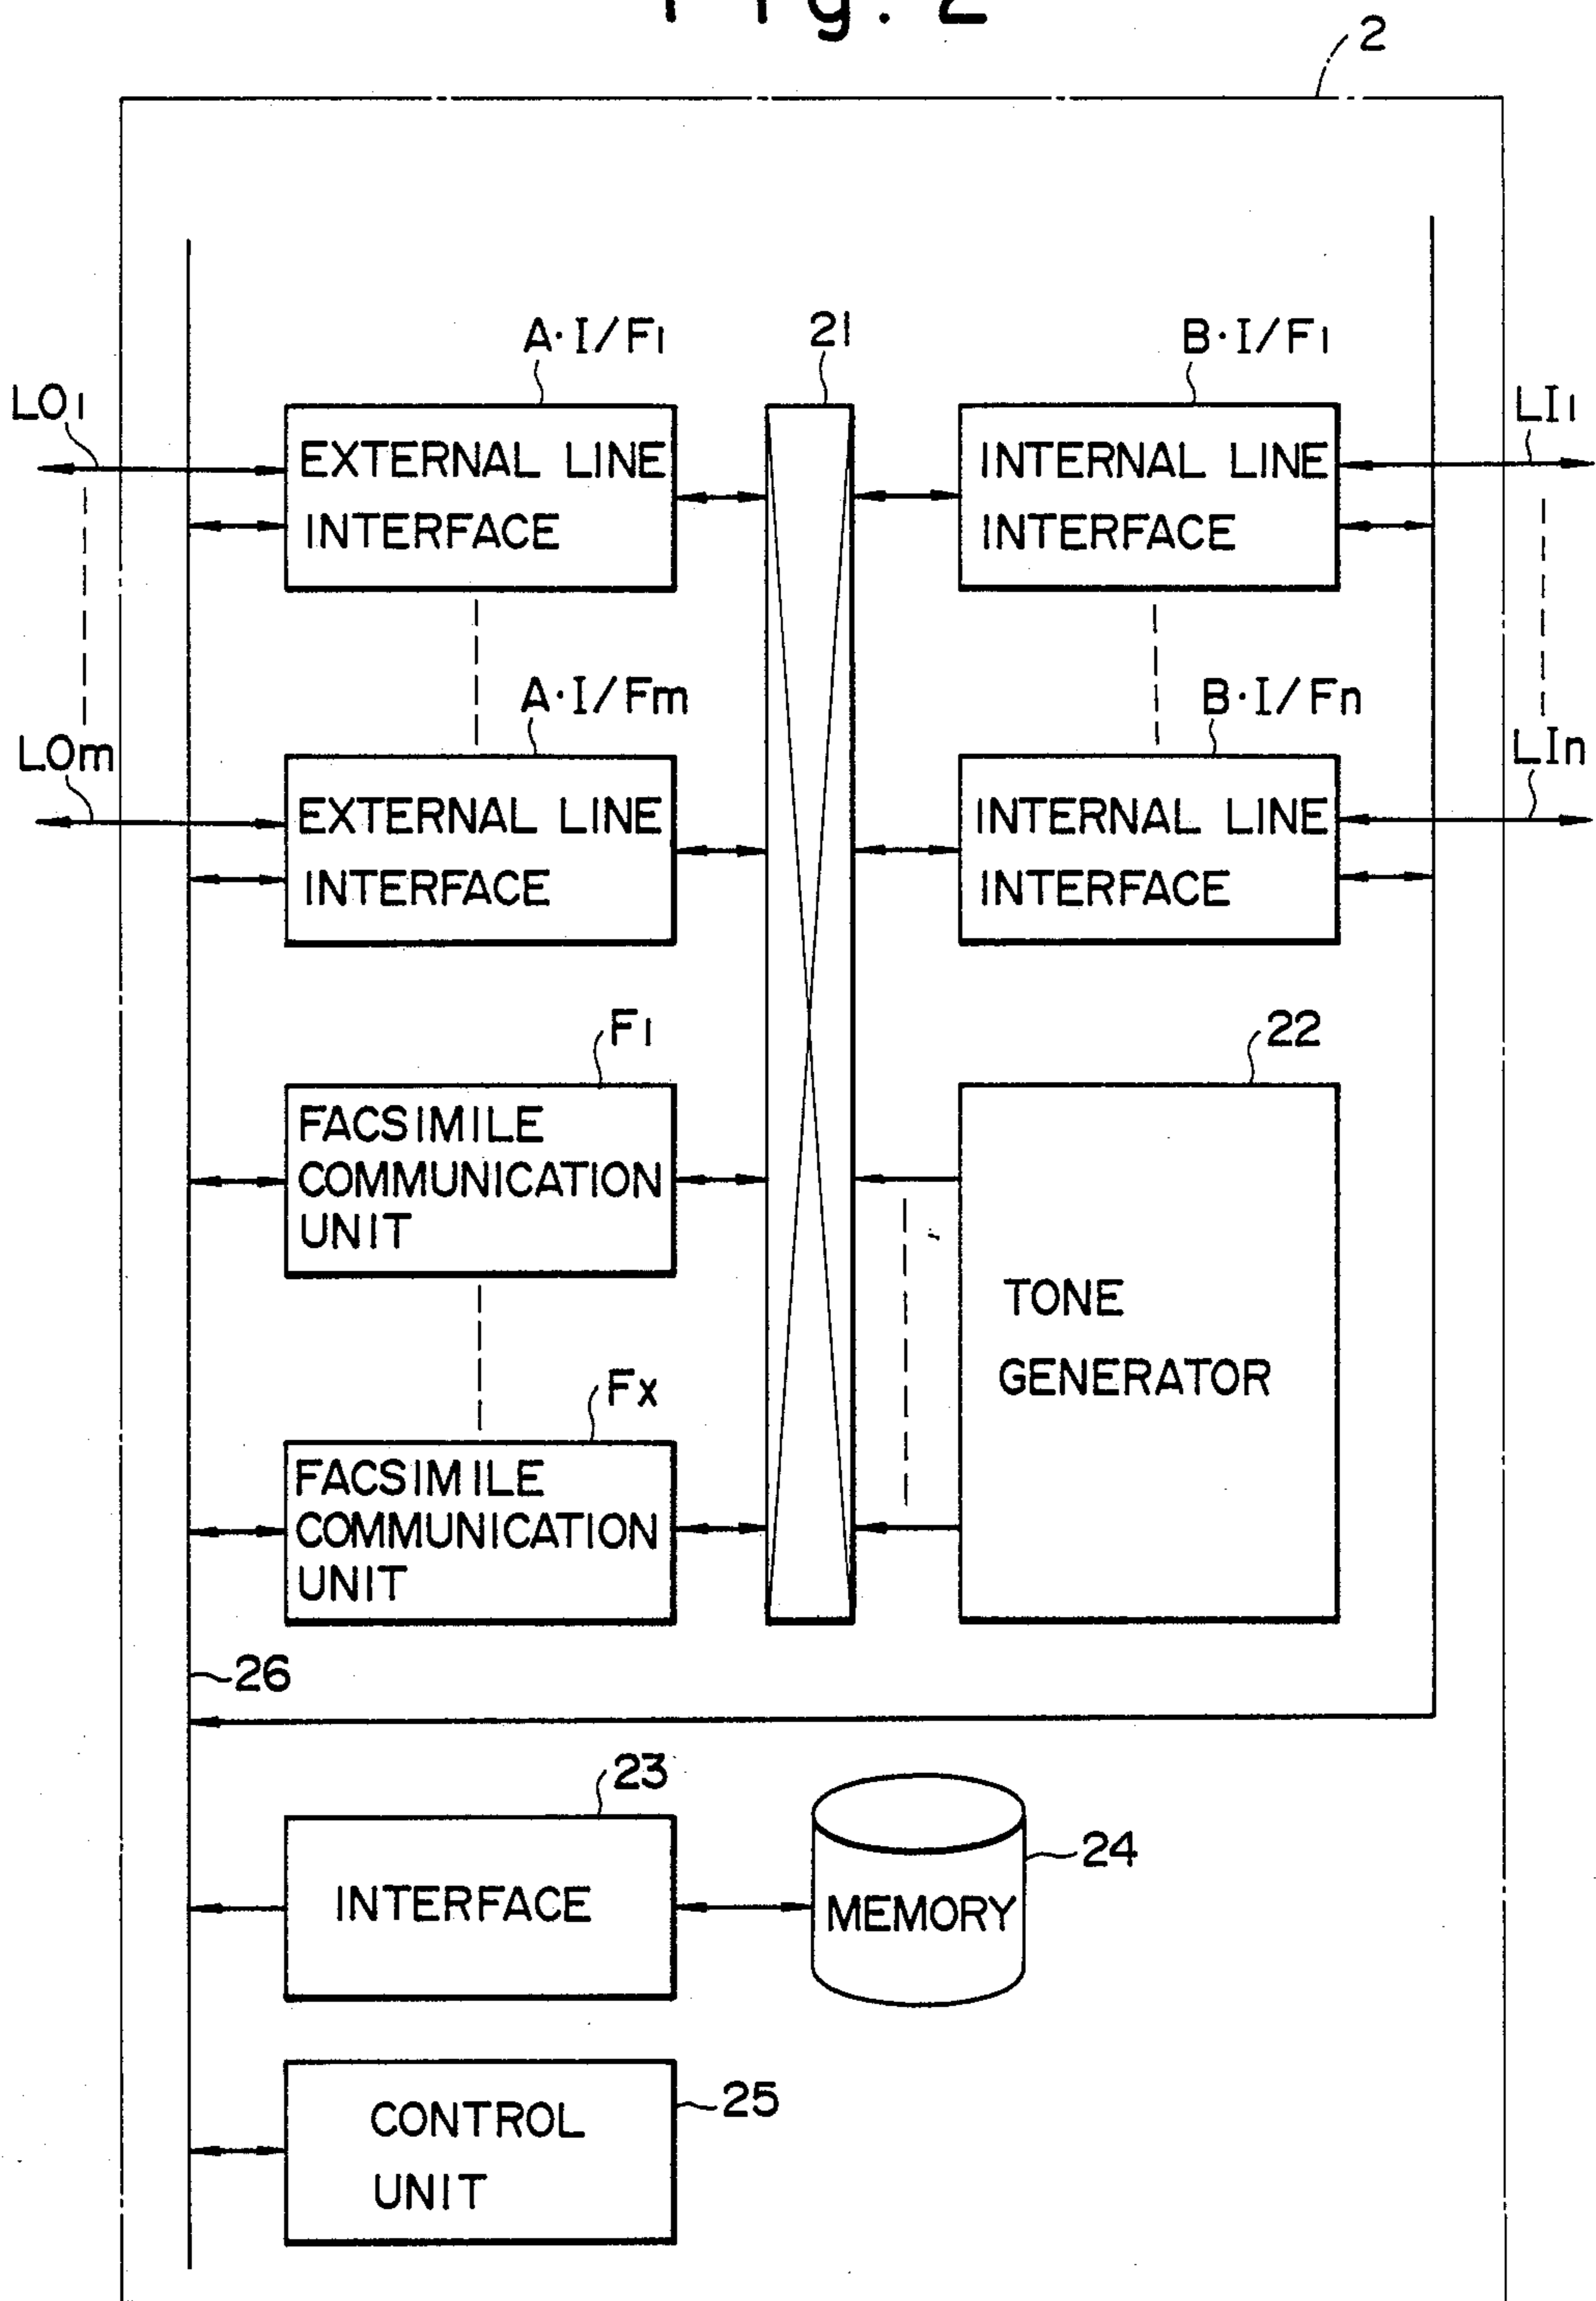 Fig. 2
2
A·I/F1
21
B·I/F1
LO1
LI1
EXTERNAL LINE
INTERFACE
INTERNAL LINE
INTERFACE
A·I/Fm
B·I/Fn
LOm
LIn
EXTERNAL LINE
INTERFACE
INTERNAL LINE
INTERFACE
F1
22
FACSIMILE
COMMUNICATION
UNIT
TONE
GENERATOR
Fx
FACSIMILE
COMMUNICATION
UNIT
26
23
24
INTERFACE
MEMORY
25
CONTROL
UNIT